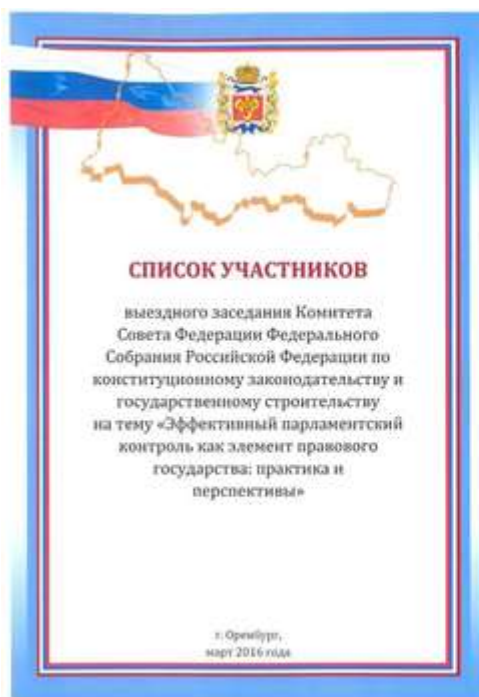 СПИСОК УЧАСТНИКОВ
выездного заседания Комитета
Совета Федерации Федерального
Собрания Российской Федерации по
конституционному законодательству и
государственному строительству
на тему «Эффективный парламентский
контроль как элемент правового
государства: практика и
перспективы»
г. Оренбург,
март 2016 года